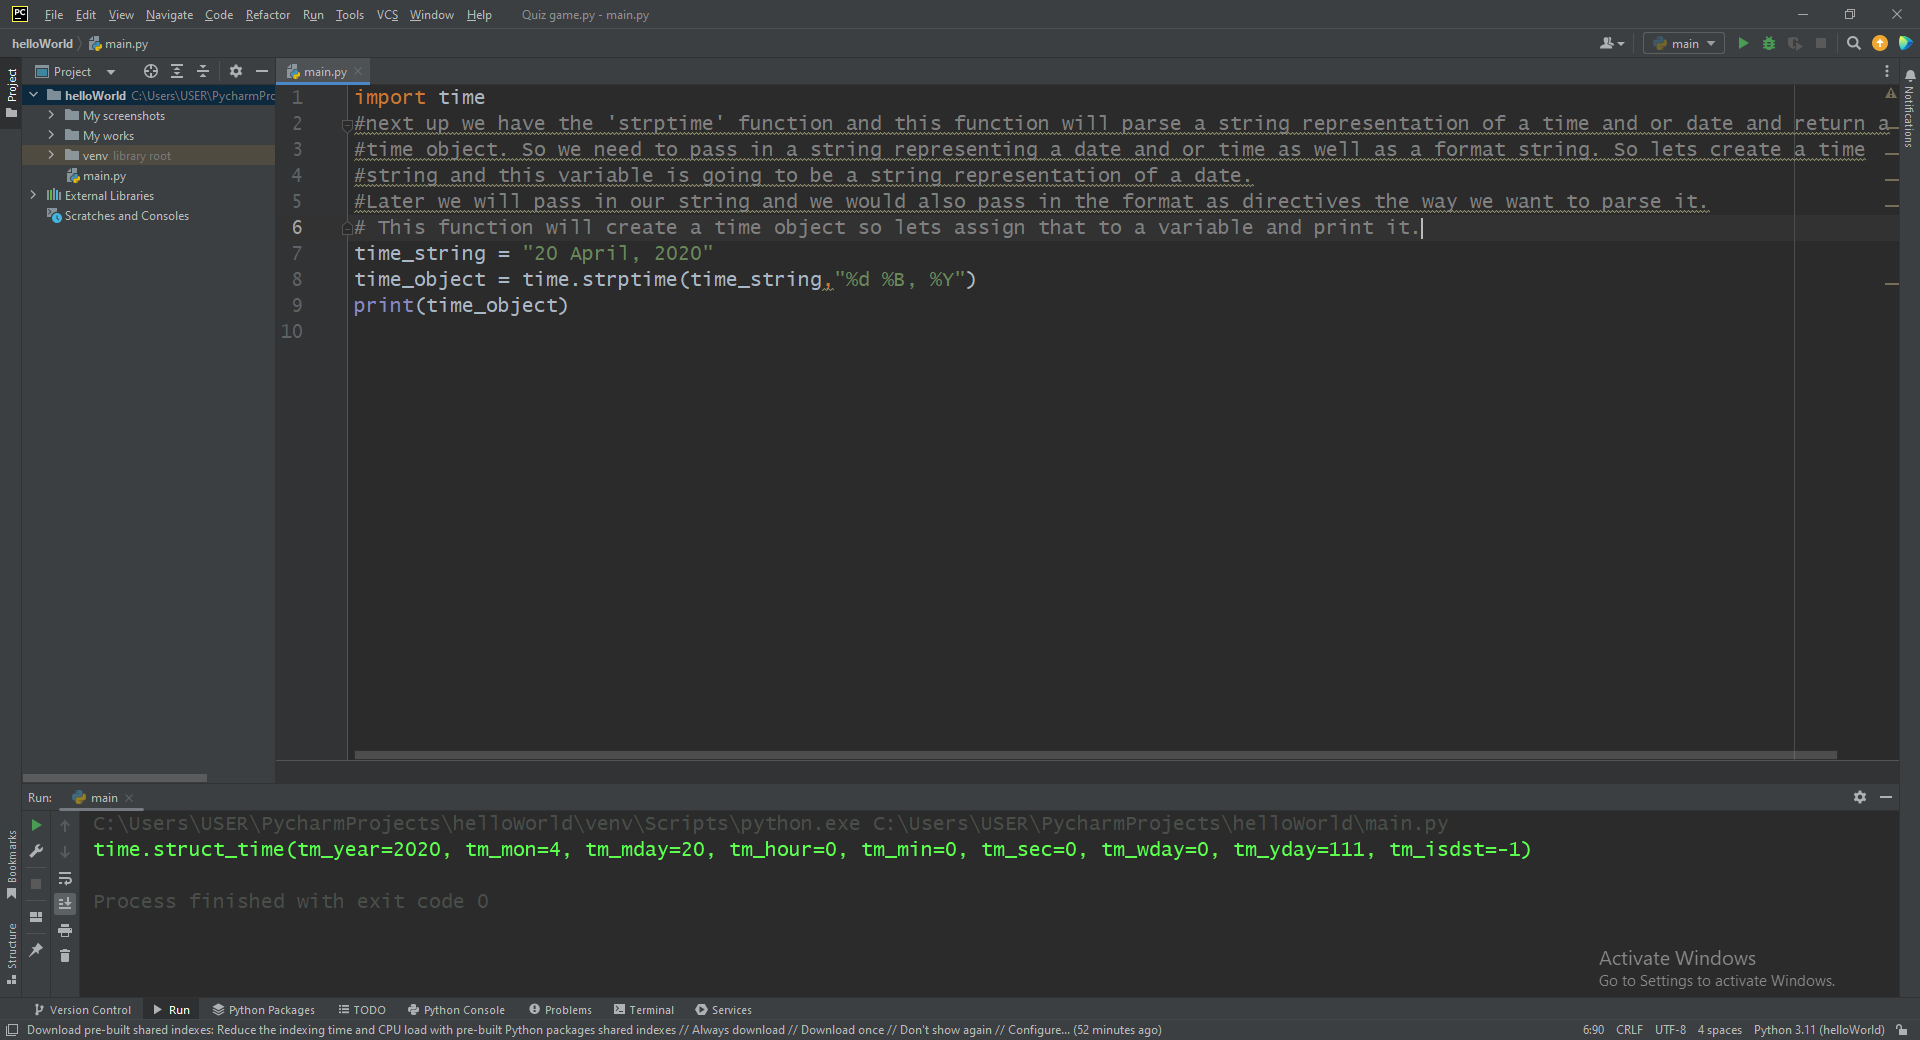 PC File Edit View Navigate Code Refactor Run Tools VCS Window Help Quiz game.py - main.py
helloWorld main.py main
Project main.py
Project
helloWorld C:\Users\USER\PycharmPrc
My screenshots
My works
venv library root
main.py
External Libraries
Scratches and Consoles
Notifications
1 import time
2 #next up we have the 'strptime' function and this function will parse a string representation of a time and or date and return a
3 #time object. So we need to pass in a string representing a date and or time as well as a format string. So lets create a time
4 #string and this variable is going to be a string representation of a date.
5 #Later we will pass in our string and we would also pass in the format as directives the way we want to parse it.
6 # This function will create a time object so lets assign that to a variable and print it.
7 time_string = "20 April, 2020"
8 time_object = time.strptime(time_string,"%d %B, %Y")
9 print(time_object)
10
Run: main
C:\Users\USER\PycharmProjects\helloWorld\venv\Scripts\python.exe C:\Users\USER\PycharmProjects\helloWorld\main.py
time.struct_time(tm_year=2020, tm_mon=4, tm_mday=20, tm_hour=0, tm_min=0, tm_sec=0, tm_wday=0, tm_yday=111, tm_isdst=-1)
Process finished with exit code 0
Bookmarks
Structure
Activate Windows
Go to Settings to activate Windows.
Version Control Run Python Packages TODO Python Console Problems Terminal Services
Download pre-built shared indexes: Reduce the indexing time and CPU load with pre-built Python packages shared indexes // Always download // Download once // Don't show again // Configure... (52 minutes ago) 6:90 CRLF UTF-8 4 spaces Python 3.11 (helloWorld)